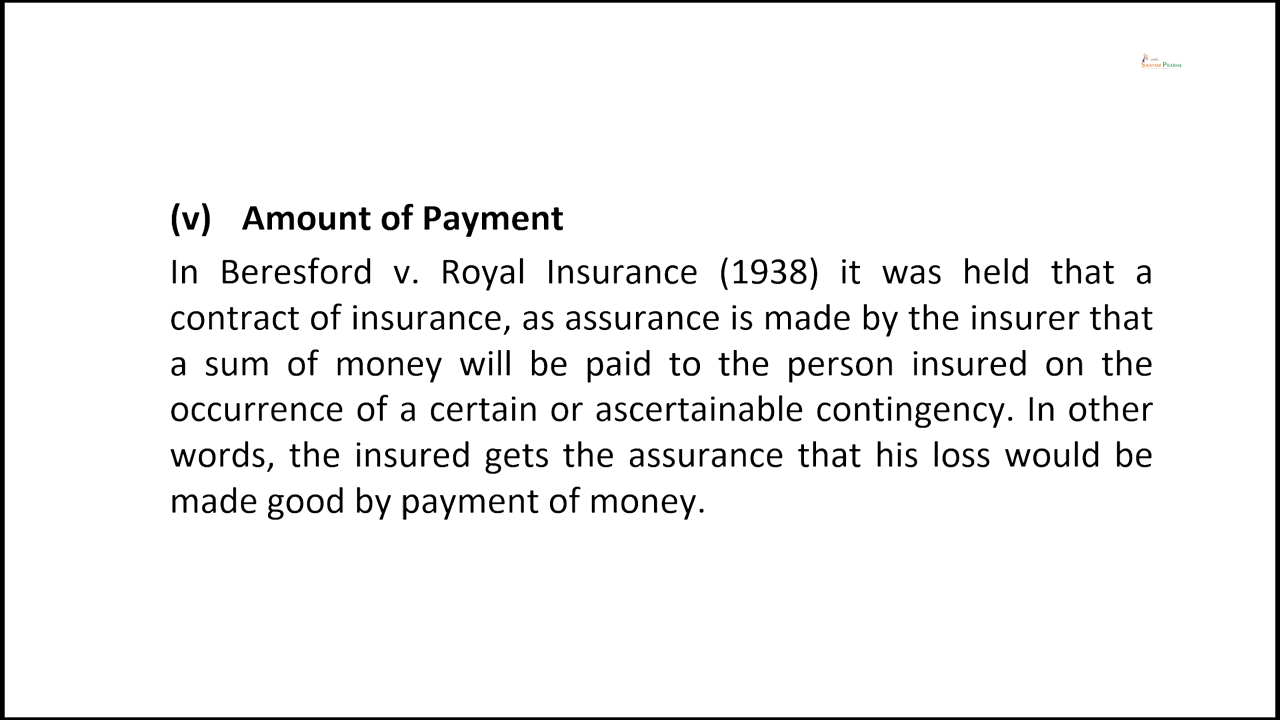 Swayam Prabha
(v) Amount of Payment
In Beresford v. Royal Insurance (1938) it was held that a
contract of insurance, as assurance is made by the insurer that
a sum of money will be paid to the person insured on the
occurrence of a certain or ascertainable contingency. In other
words, the insured gets the assurance that his loss would be
made good by payment of money.